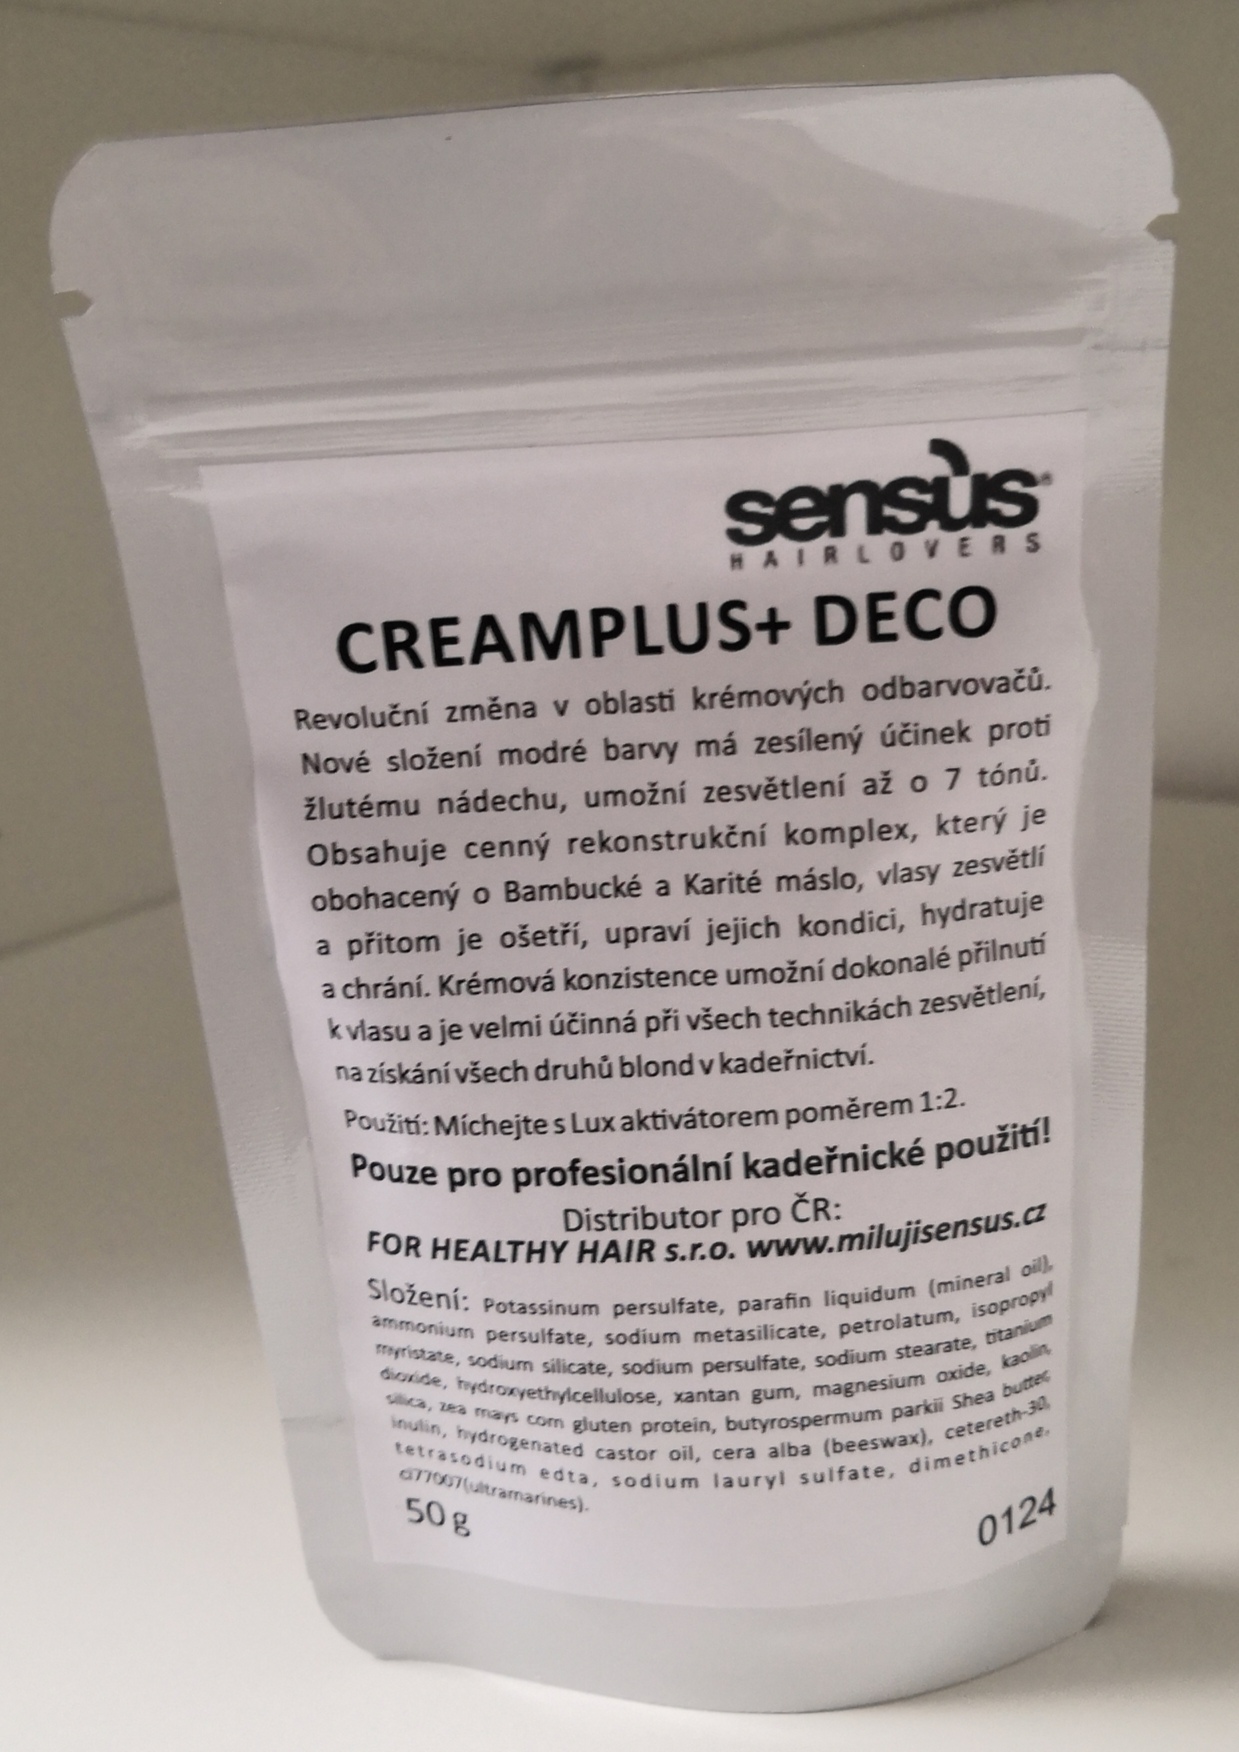 sensùs®
HAIRLOVERS
CREAMPLUS+ DECO
Revoluční změna v oblasti krémových odbarvovačů.
Nové složení modré barvy má zesílený účinek proti
žlutému nádechu, umožní zesvětlení až o 7 tónů.
Obsahuje cenný rekonstrukční komplex, který je
obohacený o Bambucké a Karité máslo, vlasy zesvětlí
a přitom je ošetří, upraví jejich kondici, hydratuje
a chrání. Krémová konzistence umožní dokonalé přilnutí
k vlasu a je velmi účinná při všech technikách zesvětlení,
na získání všech druhů blond v kadeřnictví.
Použití: Míchejte s Lux aktivátorem poměrem 1:2.
Pouze pro profesionální kadeřnické použití!
Distributor pro ČR:
FOR HEALTHY HAIR s.r.o. www.milujisensus.cz
Složení: Potassinum persulfate, parafin liquidum (mineral oil),
ammonium persulfate, sodium metasilicate, petrolatum, isopropyl
myristate, sodium silicate, sodium persulfate, sodium stearate, titanium
dioxide, hydroxyethylcellulose, xantan gum, magnesium oxide, kaolin,
silica, zea mays com gluten protein, butyrospermum parkii Shea butter,
inulin, hydrogenated castor oil, cera alba (beeswax), cetereth-30,
tetrasodium edta, sodium lauryl sulfate, dimethicone,
ci77007(ultramarines).
50 g
0124